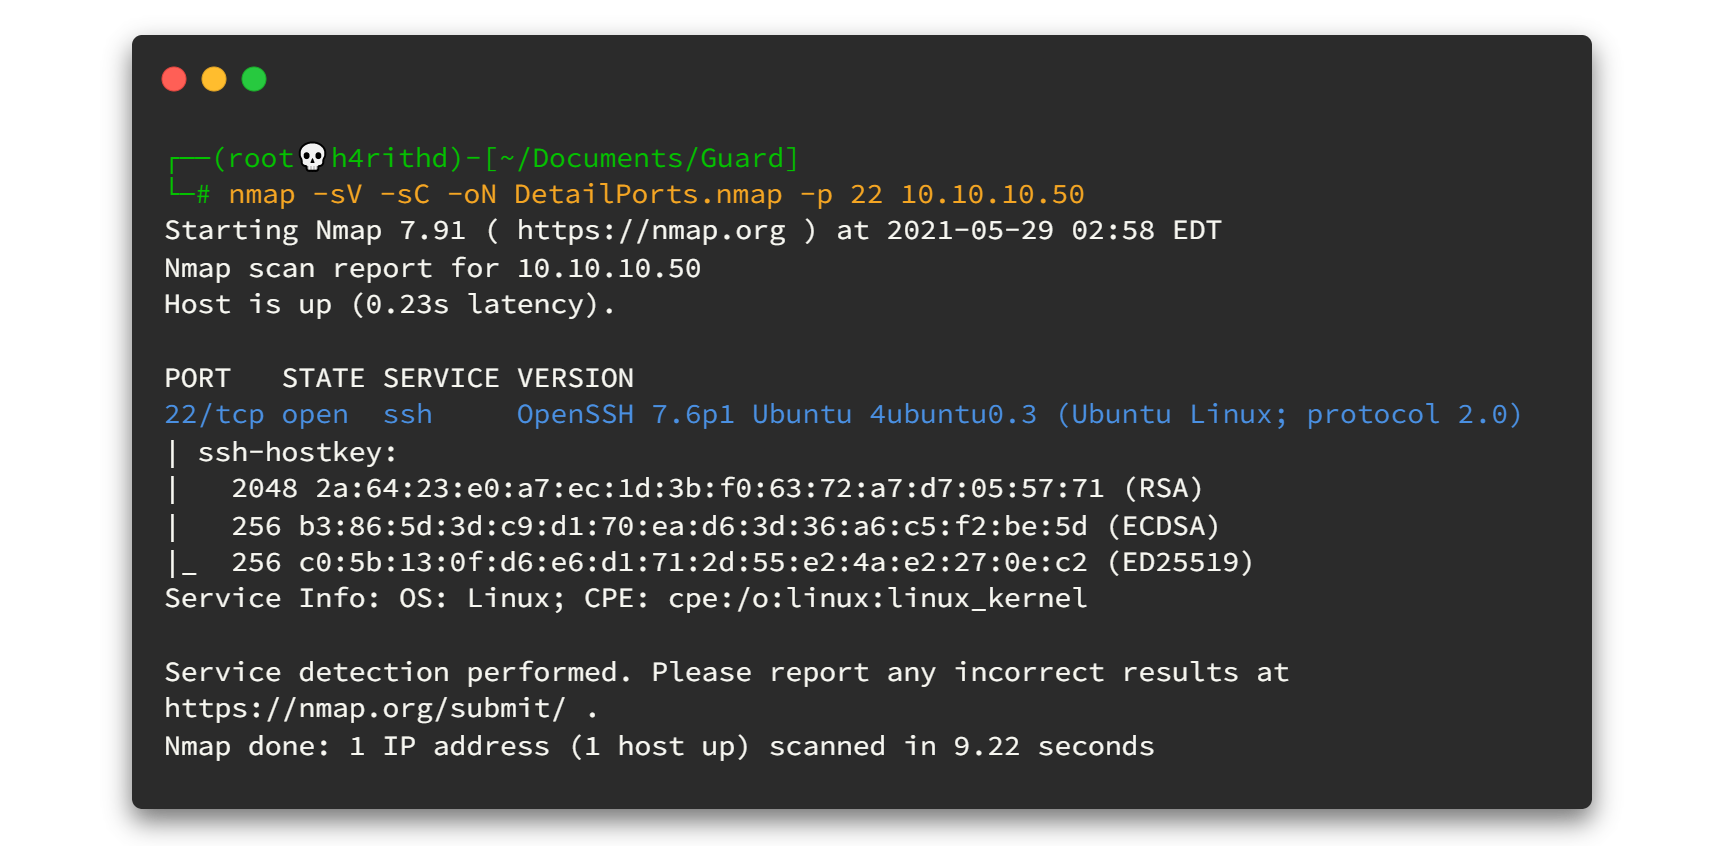 ┌──(root💀h4rithd)-[~/Documents/Guard]
└─# nmap -sV -sC -oN DetailPorts.nmap -p 22 10.10.10.50
Starting Nmap 7.91 ( https://nmap.org ) at 2021-05-29 02:58 EDT
Nmap scan report for 10.10.10.50
Host is up (0.23s latency).

PORT   STATE SERVICE VERSION
22/tcp open  ssh     OpenSSH 7.6p1 Ubuntu 4ubuntu0.3 (Ubuntu Linux; protocol 2.0)
| ssh-hostkey:
|   2048 2a:64:23:e0:a7:ec:1d:3b:f0:63:72:a7:d7:05:57:71 (RSA)
|   256 b3:86:5d:3d:c9:d1:70:ea:d6:3d:36:a6:c5:f2:be:5d (ECDSA)
|_  256 c0:5b:13:0f:d6:e6:d1:71:2d:55:e2:4a:e2:27:0e:c2 (ED25519)
Service Info: OS: Linux; CPE: cpe:/o:linux:linux_kernel

Service detection performed. Please report any incorrect results at
https://nmap.org/submit/ .
Nmap done: 1 IP address (1 host up) scanned in 9.22 seconds